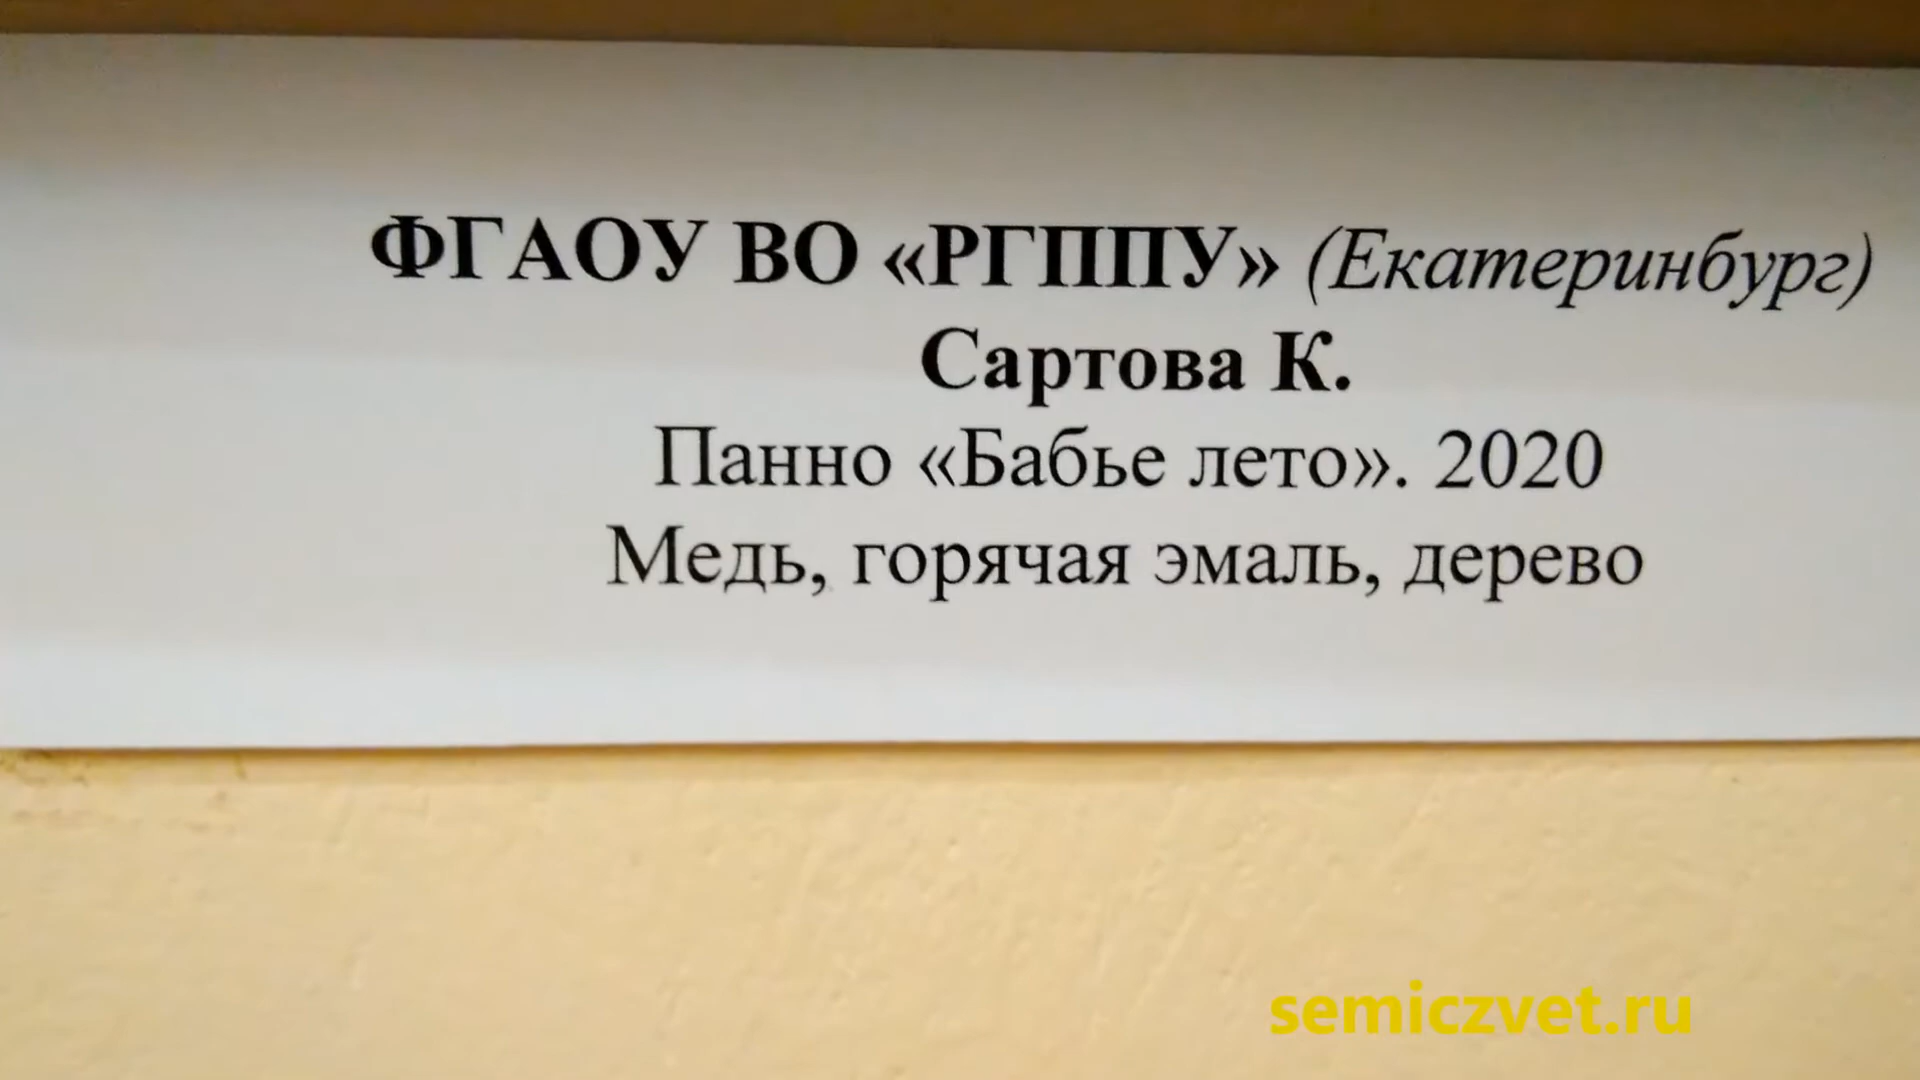 ФГАОУ ВО «РГППУ» (Екатеринбург)
Сартова К.
Панно «Бабье лето». 2020
Медь, горячая эмаль, дерево
semiczvet.ru